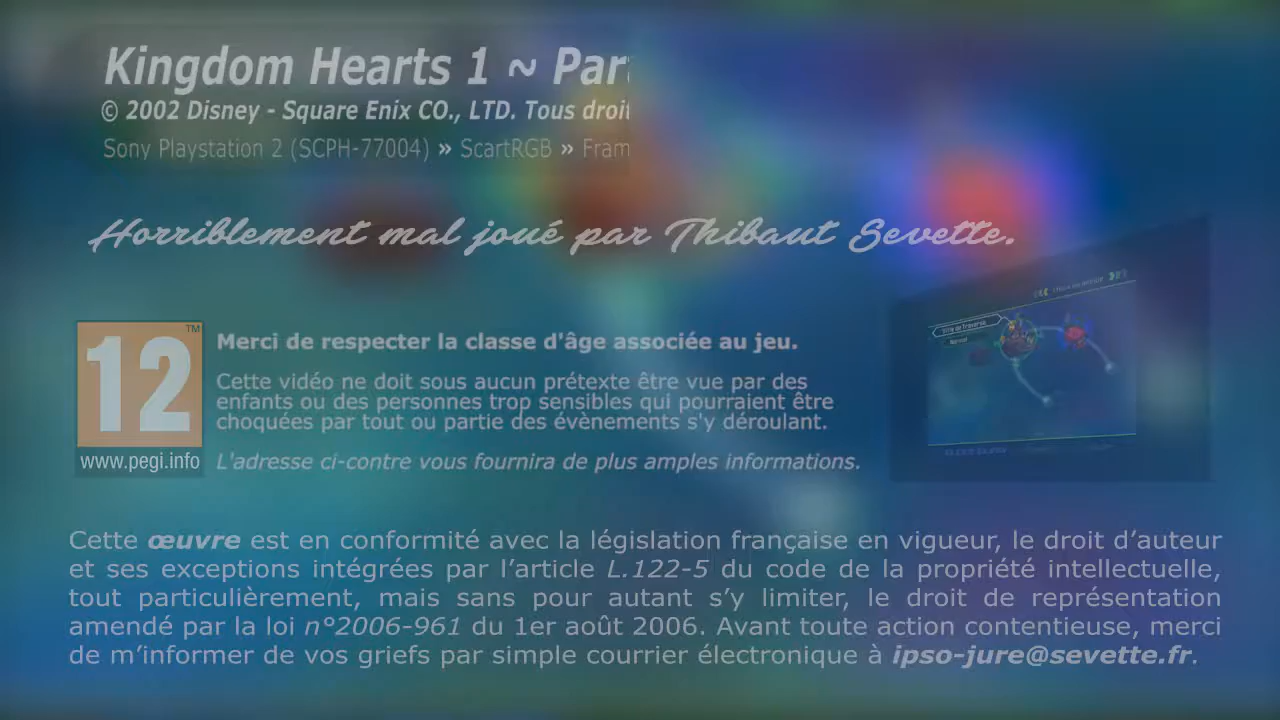 Kingdom Hearts 1 ~ Par
© 2002 Disney - Square Enix CO., LTD. Tous droit
Sony Playstation 2 (SCPH-77004) » ScartRGB » Fram
Horriblement mal joué par Thibaut Sevette.
Ville de Traverse
Normal
12
TM
www.pegi.info
Merci de respecter la classe d'âge associée au jeu.
Cette vidéo ne doit sous aucun prétexte être vue par des
enfants ou des personnes trop sensibles qui pourraient être
choquées par tout ou partie des évènements s'y déroulant.
L'adresse ci-contre vous fournira de plus amples informations.
Cette œuvre est en conformité avec la législation française en vigueur, le droit d’auteur
et ses exceptions intégrées par l’article L.122-5 du code de la propriété intellectuelle,
tout particulièrement, mais sans pour autant s’y limiter, le droit de représentation
amendé par la loi n°2006-961 du 1er août 2006. Avant toute action contentieuse, merci
de m’informer de vos griefs par simple courrier électronique à ipso-jure@sevette.fr.